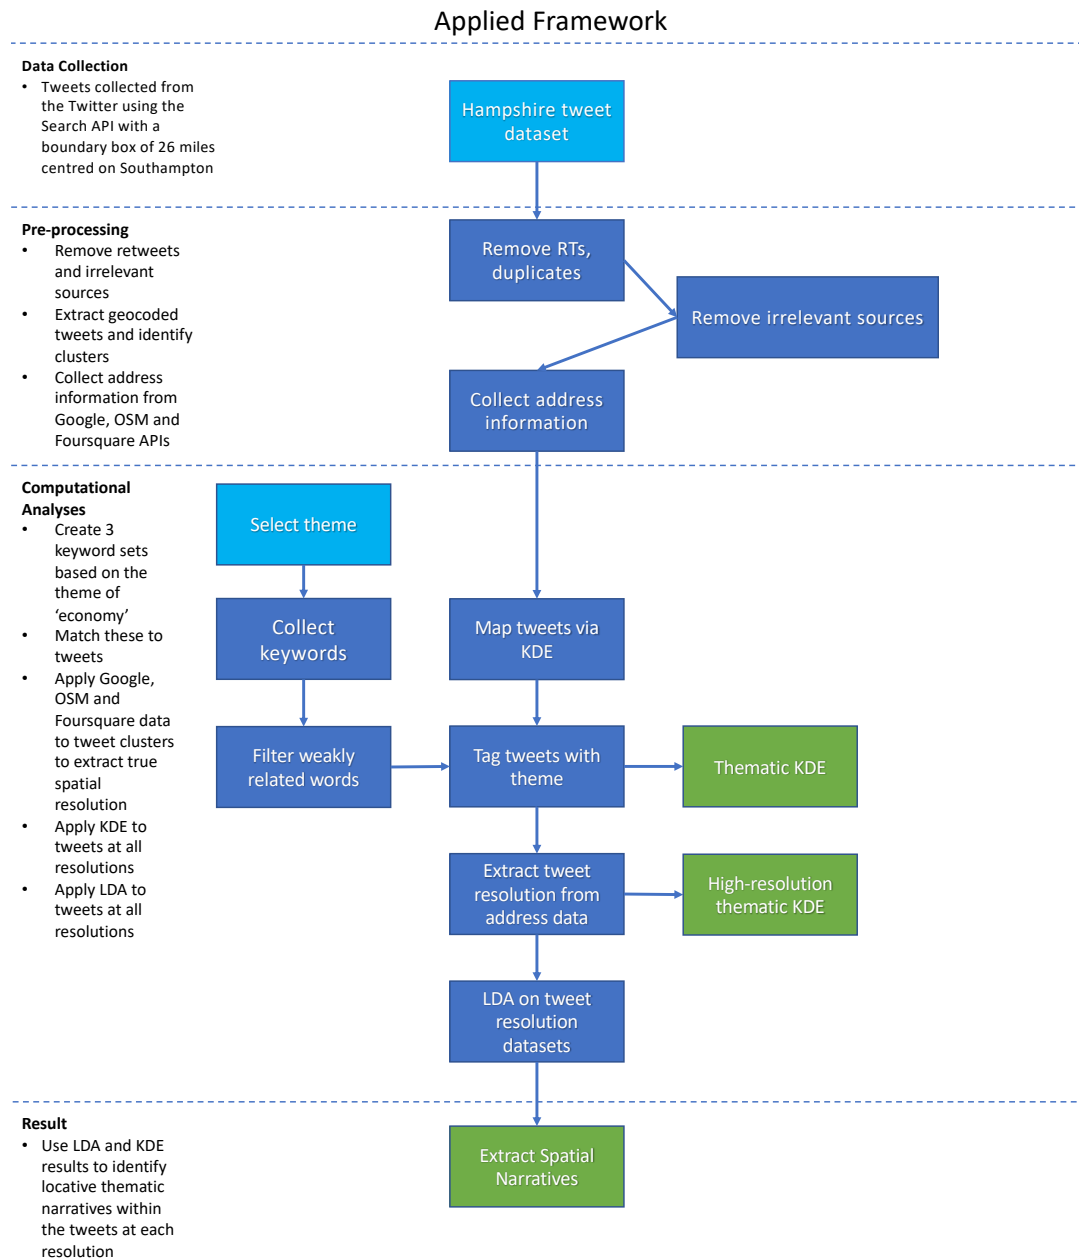 Applied Framework
Data Collection
• Tweets collected from
the Twitter using the
Search API with a
boundary box of 26 miles
centred on Southampton
Hampshire tweet
dataset
Pre-processing
• Remove retweets
and irrelevant
sources
• Extract geocoded
tweets and identify
clusters
• Collect address
information from
Google, OSM and
Foursquare APIs
Remove RTs,
duplicates
Remove irrelevant sources
Collect address
information
Computational
Analyses
• Create 3
keyword sets
based on the
theme of
‘economy’
• Match these to
tweets
• Apply Google,
OSM and
Foursquare data
to tweet clusters
to extract true
spatial
resolution
• Apply KDE to
tweets at all
resolutions
• Apply LDA to
tweets at all
resolutions
Select theme
Collect
keywords
Map tweets via
KDE
Filter weakly
related words
Tag tweets with
theme
Thematic KDE
Extract tweet
resolution from
address data
High-resolution
thematic KDE
LDA on tweet
resolution
datasets
Result
• Use LDA and KDE
results to identify
locative thematic
narratives within
the tweets at each
resolution
Extract Spatial
Narratives